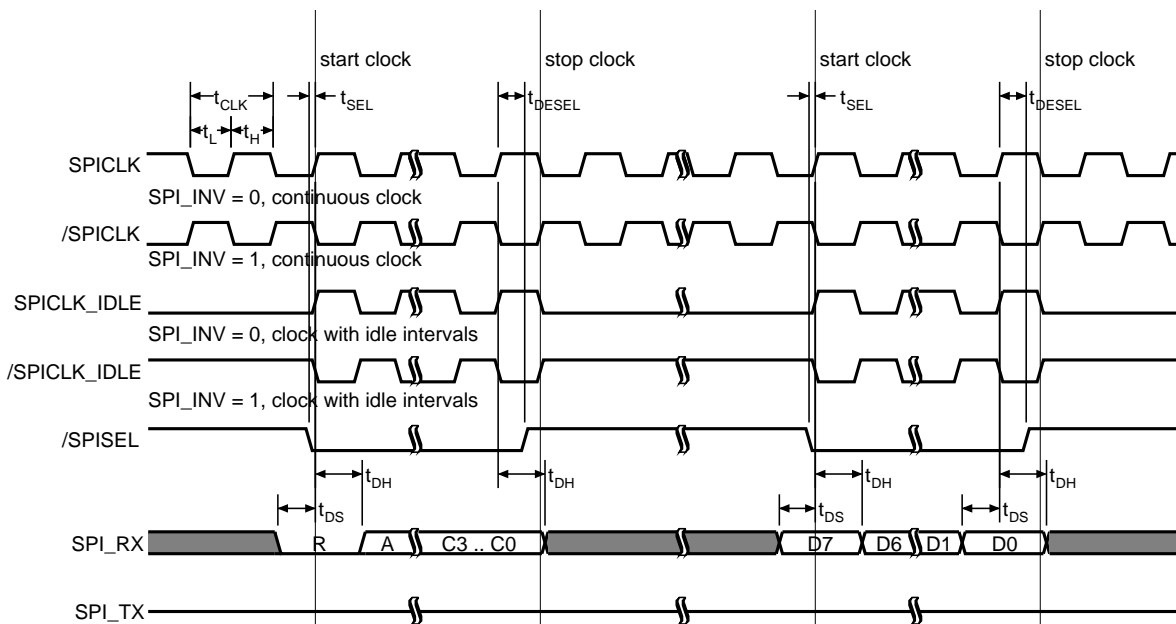 start clock stop clock start clock stop clock
tCLK tSEL tDESEL tSEL tDESEL
tL tH
SPICLK
SPI_INV = 0, continuous clock
/SPICLK
SPI_INV = 1, continuous clock
SPICLK_IDLE
SPI_INV = 0, clock with idle intervals
/SPICLK_IDLE
SPI_INV = 1, clock with idle intervals
/SPISEL
tDH tDH tDH tDH
tDS tDS tDS
SPI_RX R A C3 .. C0 D7 D6 D1 D0
SPI_TX